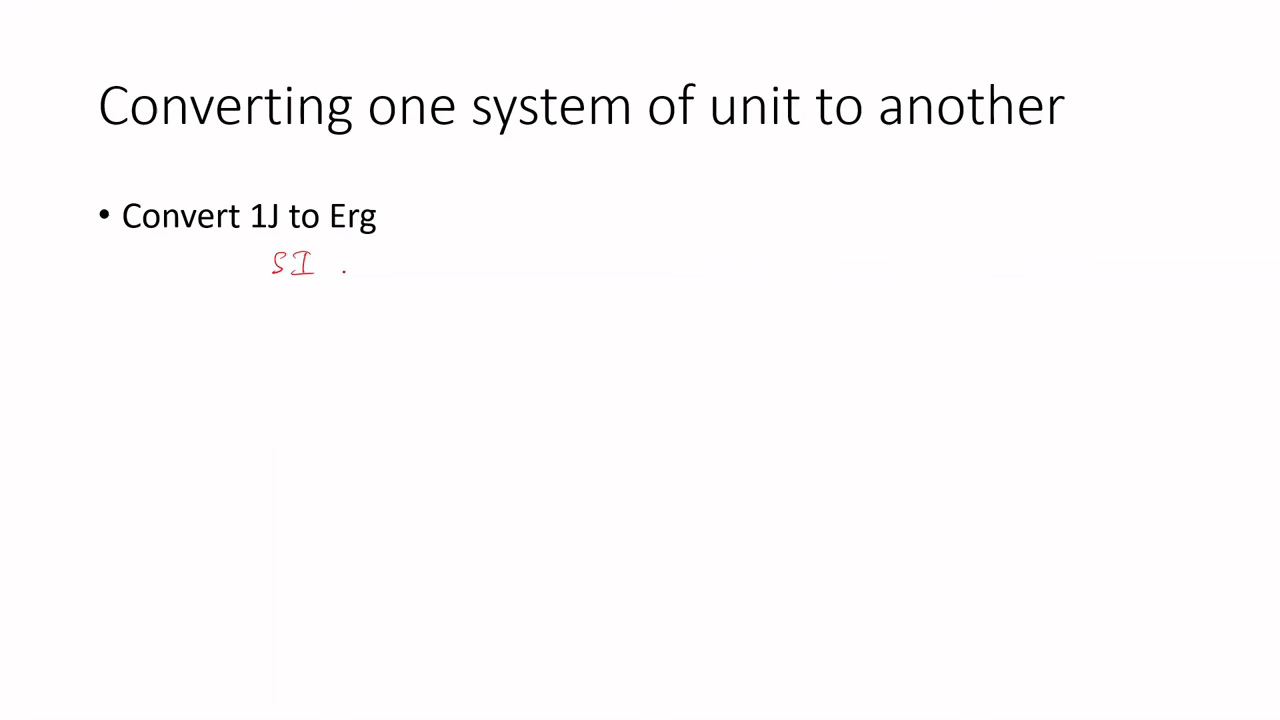 Converting one system of unit to another
• Convert 1J to Erg
SI .